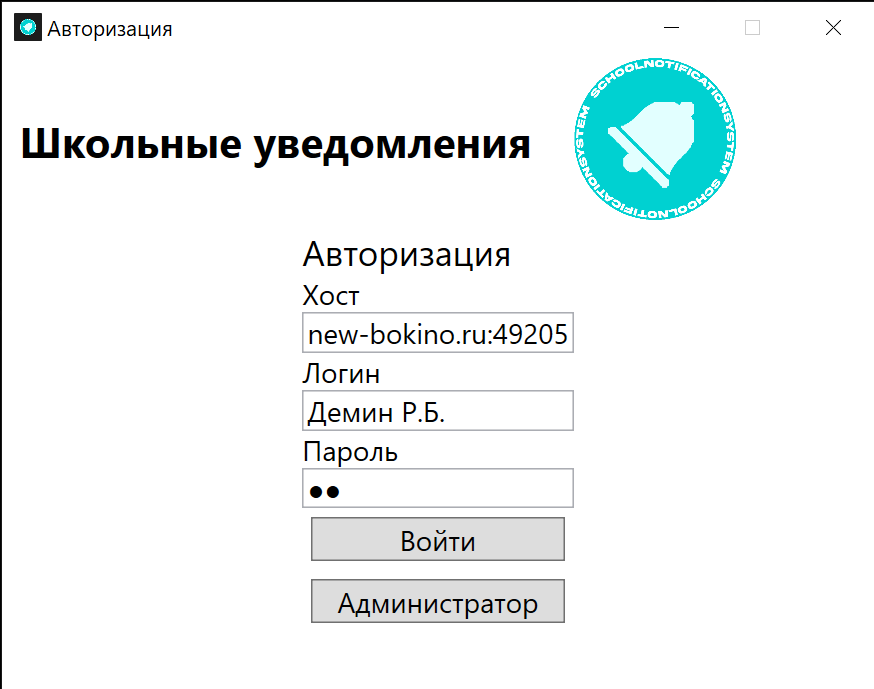 Авторизация
Школьные уведомления
SCHOOLNOTIFICATIONSYSTEM SCHOOLNOTIFICATIONSYSTEM
Авторизация
Хост
new-bokino.ru:49205
Логин
Демин Р.Б.
Пароль
●●
Войти
Администратор